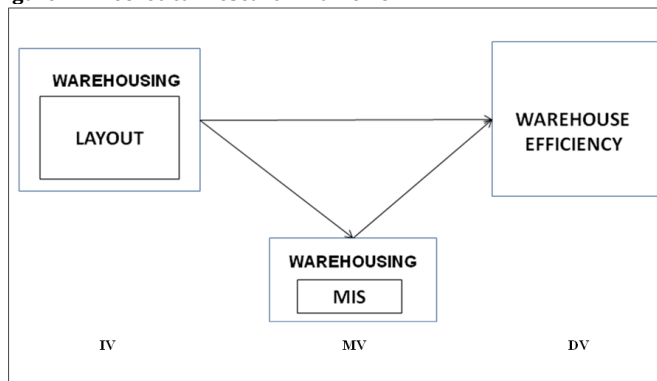 WAREHOUSING
LAYOUT
WAREHOUSE
EFFICIENCY
WAREHOUSING
MIS
IV MV DV